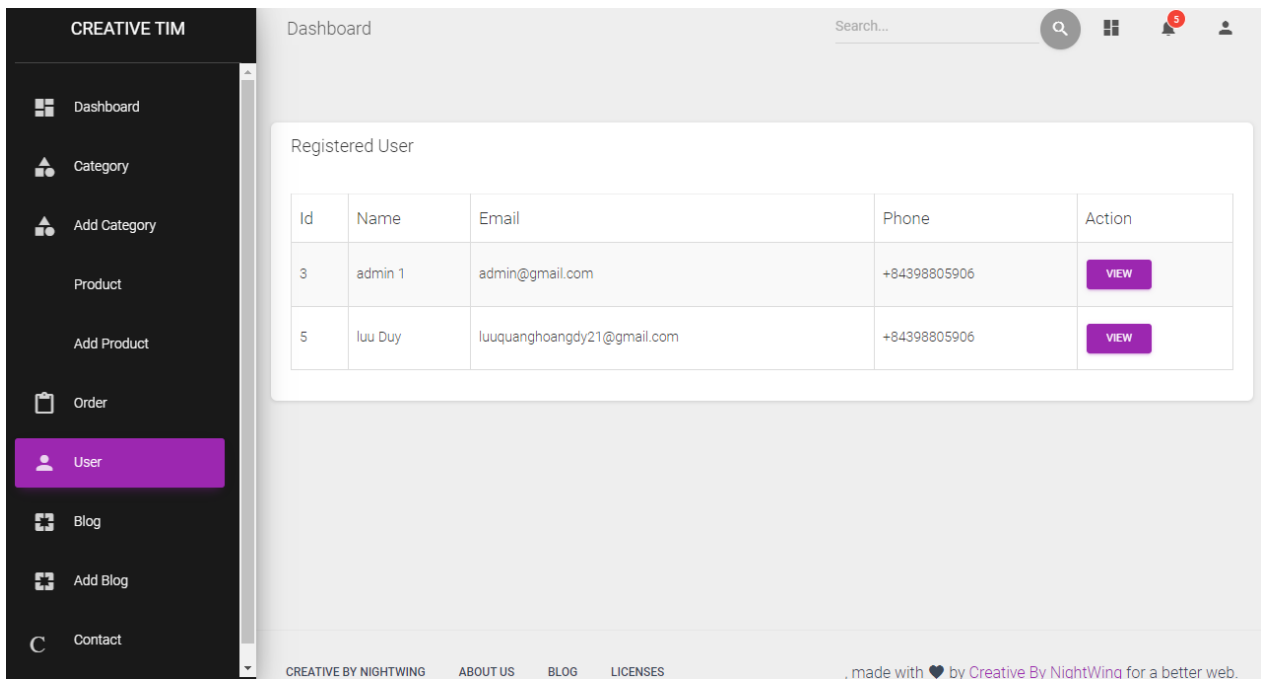 CREATIVE TIM
Dashboard
Search...
5
Dashboard
Category
Add Category
Product
Add Product
Order
User
Blog
Add Blog
C Contact
Registered User
Id Name Email Phone Action
3 admin 1 admin@gmail.com +84398805906 VIEW
5 luu Duy luuquanghoangdy21@gmail.com +84398805906 VIEW
CREATIVE BY NIGHTWING ABOUT US BLOG LICENSES
, made with ♥ by Creative By NightWing for a better web.